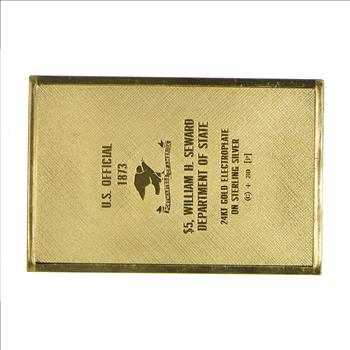 U.S. OFFICIAL
1873
$5, WILLIAM H. SEWARD
DEPARTMENT OF STATE
24KT GOLD ELECTROPLATE
ON STERLING SILVER